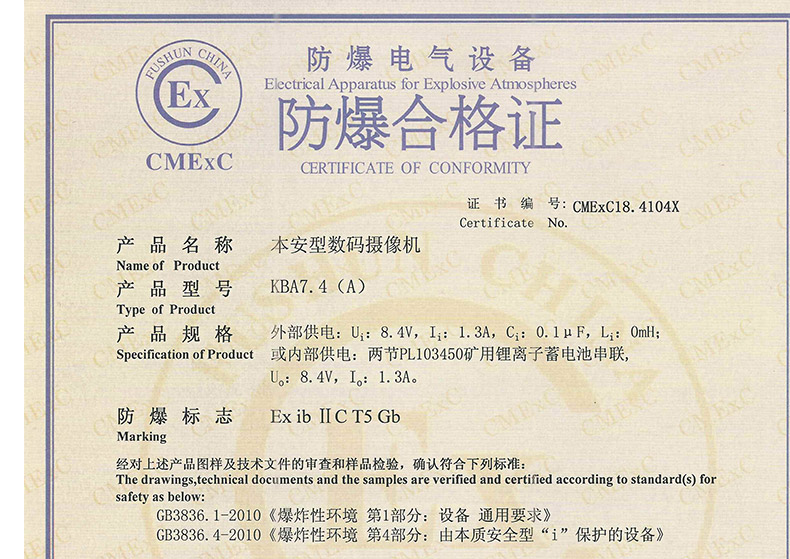 FUSHUN CHINA
Ex
CMExC
防爆电气设备
Electrical Apparatus for Explosive Atmospheres
防爆合格证
CERTIFICATE OF CONFORMITY
证 书 编 号: CMExC18.4104X
Certificate No.
产品名称 本安型数码摄像机
Name of Product
产品型号 KBA7.4（A）
Type of Product
产品规格 外部供电：Ui：8.4V，Ii：1.3A，Ci：0.1μF，Li：0mH；
Specification of Product 或内部供电：两节PL103450矿用锂离子蓄电池串联，
Uo：8.4V，Io：1.3A。
防爆标志 Ex ib ⅡC T5 Gb
Marking
经对上述产品图样及技术文件的审查和样品检验，确认符合下列标准：
The drawings,technical documents and the samples are verified and certified according to standard(s) for
safety as below:
GB3836.1-2010《爆炸性环境 第1部分：设备 通用要求》
GB3836.4-2010《爆炸性环境 第4部分：由本质安全型“i”保护的设备》